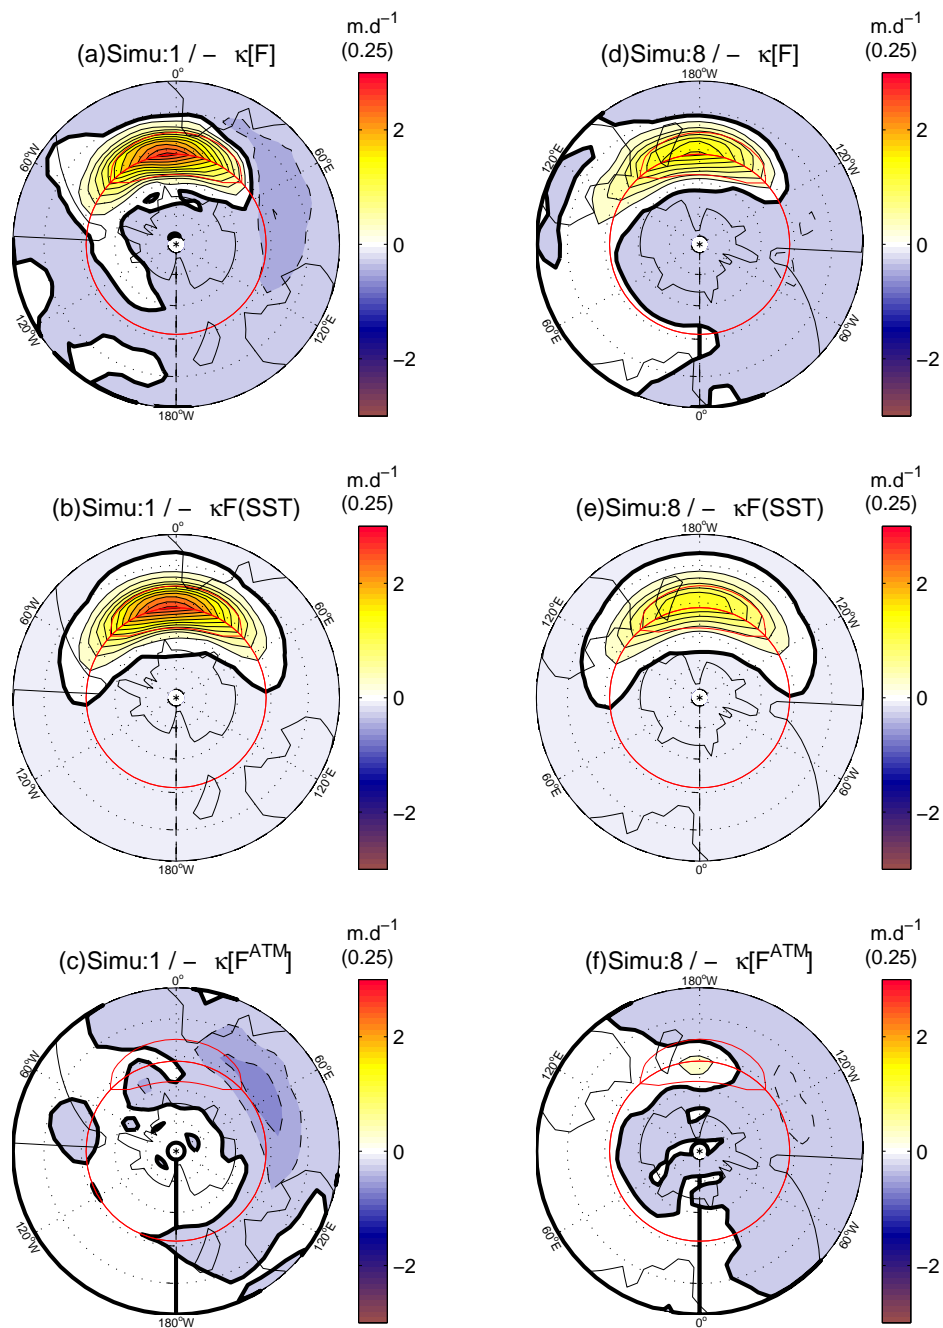 (a)Simu:1 / − κ[F]
m.d⁻¹
(0.25)
0°
60°W
60°E
120°W
120°E
180°W
2
0
−2
(d)Simu:8 / − κ[F]
m.d⁻¹
(0.25)
180°W
120°E
120°W
60°E
60°W
0°
2
0
−2
(b)Simu:1 / − κF(SST)
m.d⁻¹
(0.25)
0°
60°W
60°E
120°W
120°E
180°W
2
0
−2
(e)Simu:8 / − κF(SST)
m.d⁻¹
(0.25)
180°W
120°E
120°W
60°E
60°W
0°
2
0
−2
(c)Simu:1 / − κ[F^ATM]
m.d⁻¹
(0.25)
0°
60°W
60°E
120°W
120°E
180°W
2
0
−2
(f)Simu:8 / − κ[F^ATM]
m.d⁻¹
(0.25)
180°W
120°E
120°W
60°E
60°W
0°
2
0
−2